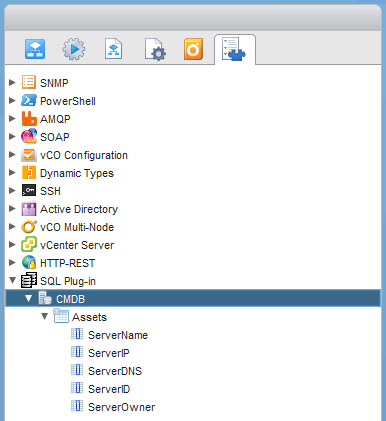 SNMP
PowerShell
AMQP
SOAP
vCO Configuration
Dynamic Types
SSH
Active Directory
vCO Multi-Node
vCenter Server
HTTP-REST
SQL Plug-in
CMDB
Assets
ServerName
ServerIP
ServerDNS
ServerID
ServerOwner